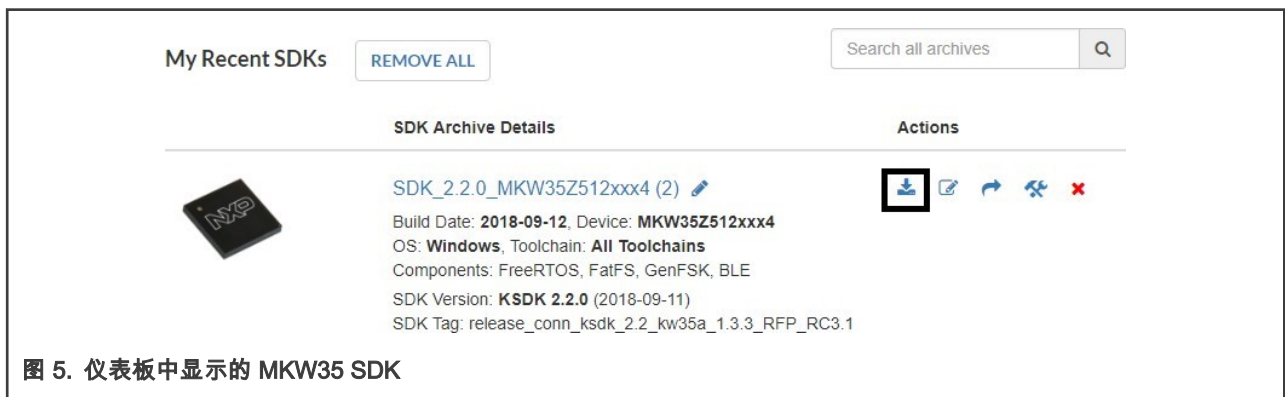 My Recent SDKs REMOVE ALL Search all archives
SDK Archive Details Actions
NXP
SDK_2.2.0_MKW35Z512xxx4 (2)
Build Date: 2018-09-12, Device: MKW35Z512xxx4
OS: Windows, Toolchain: All Toolchains
Components: FreeRTOS, FatFS, GenFSK, BLE
SDK Version: KSDK 2.2.0 (2018-09-11)
SDK Tag: release_conn_ksdk_2.2_kw35a_1.3.3_RFP_RC3.1
图 5. 仪表板中显示的 MKW35 SDK